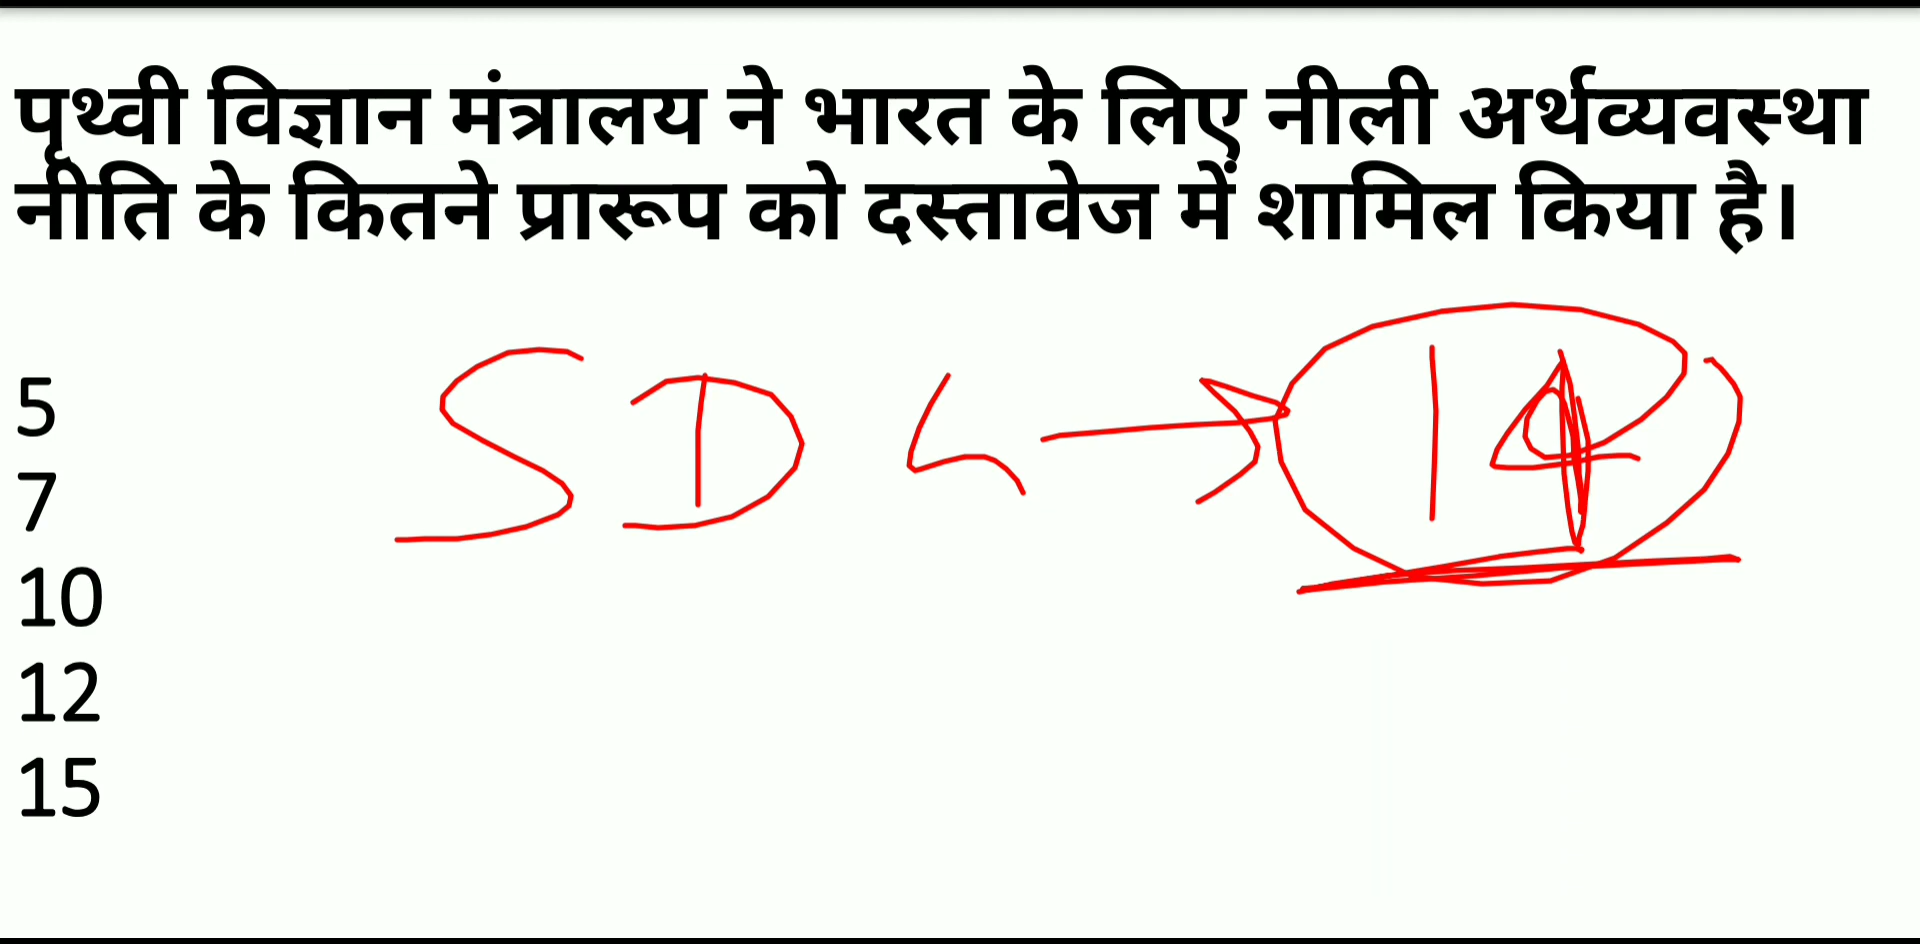 पृथ्वी विज्ञान मंत्रालय ने भारत के लिए नीली अर्थव्यवस्था
नीति के कितने प्रारूप को दस्तावेज में शामिल किया है।
SDG → 14
5
7
10
12
15